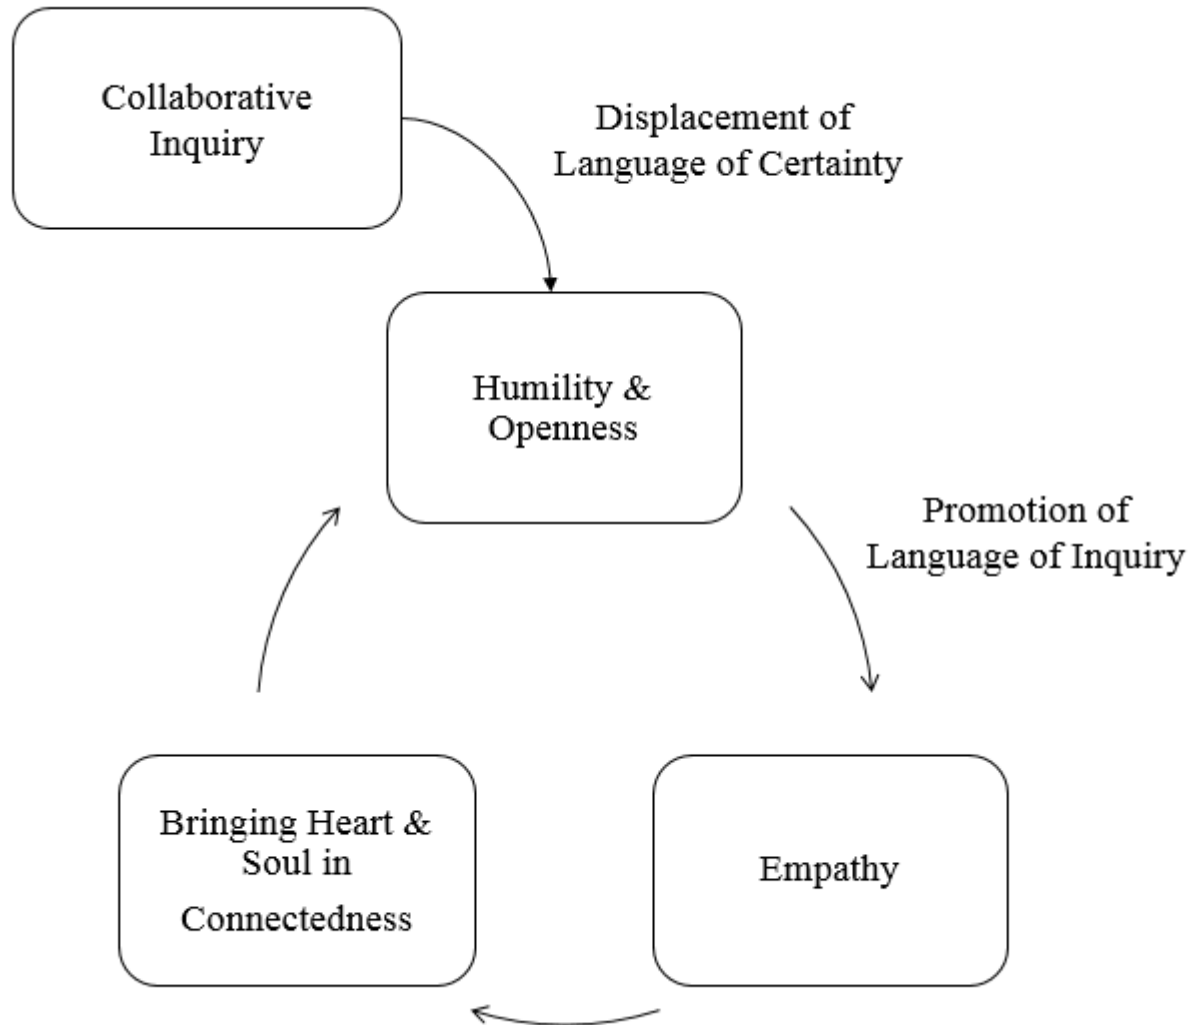 Collaborative
Inquiry
Displacement of
Language of Certainty
Humility &
Openness
Promotion of
Language of Inquiry
Bringing Heart &
Soul in
Connectedness
Empathy